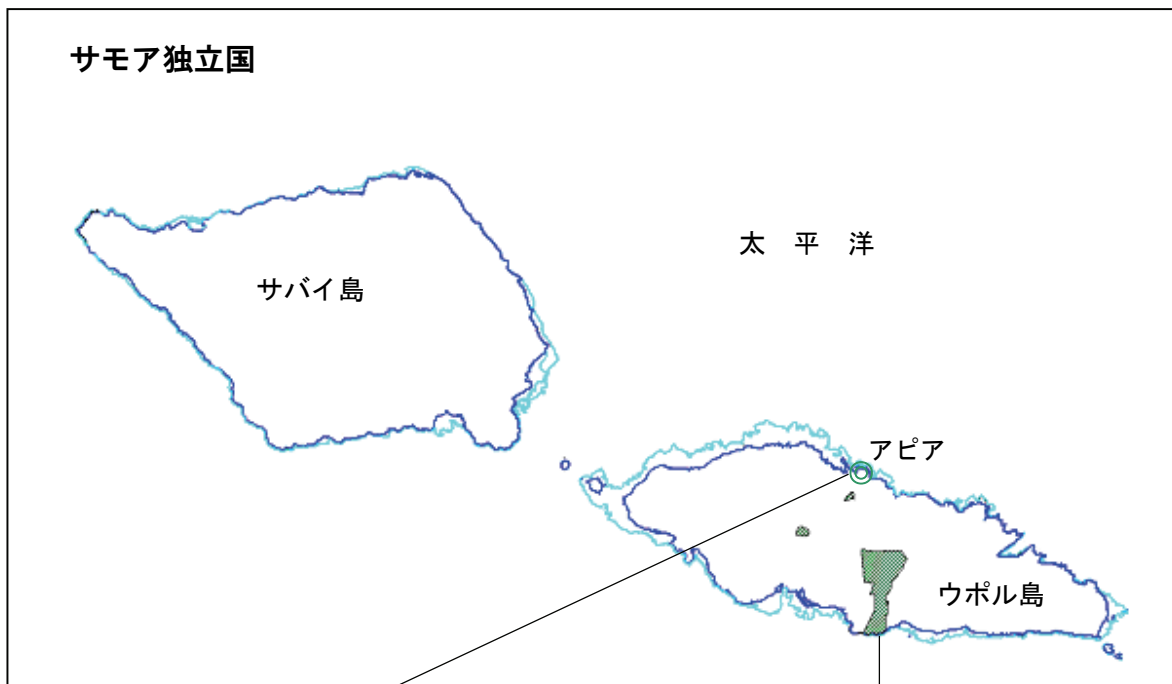 サモア独立国
太 平 洋
サバイ島
アピア
ウポル島